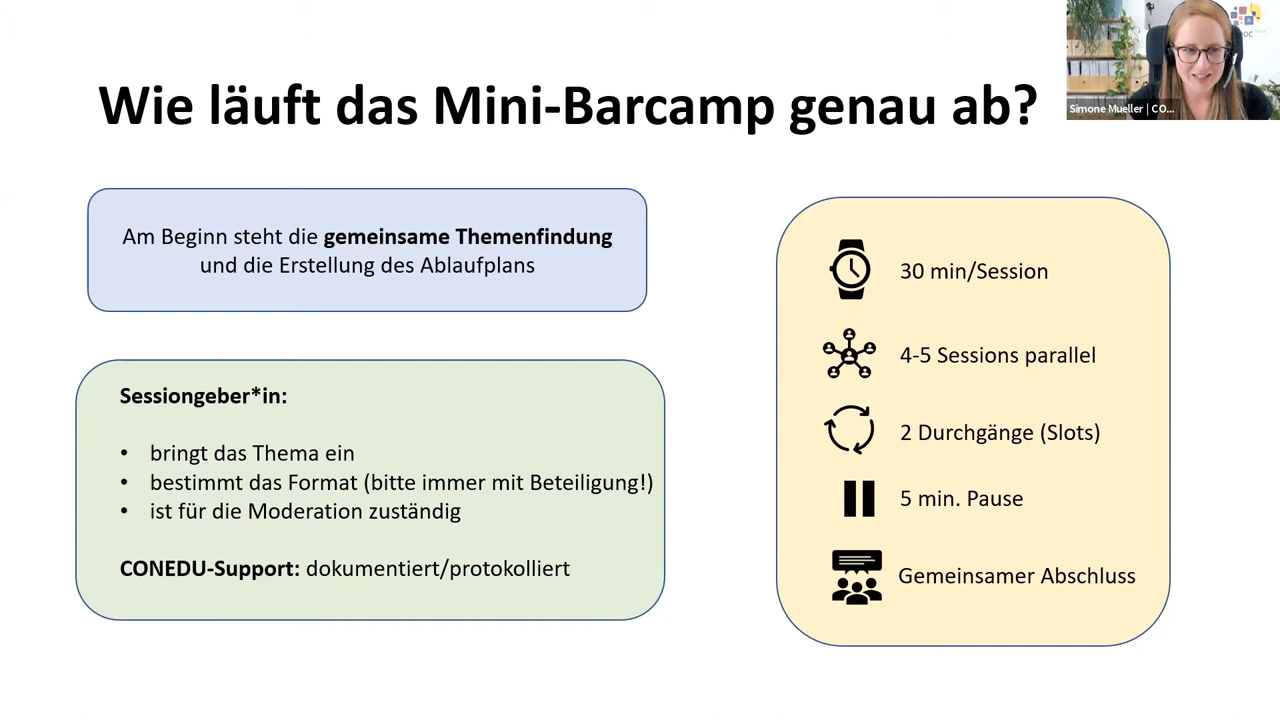 Wie läuft das Mini-Barcamp genau ab?
Simone Mueller | CO...
Am Beginn steht die gemeinsame Themenfindung
und die Erstellung des Ablaufplans
Sessiongeber*in:
• bringt das Thema ein
• bestimmt das Format (bitte immer mit Beteiligung!)
• ist für die Moderation zuständig
CONEDU-Support: dokumentiert/protokolliert
30 min/Session
4-5 Sessions parallel
2 Durchgänge (Slots)
5 min. Pause
Gemeinsamer Abschluss